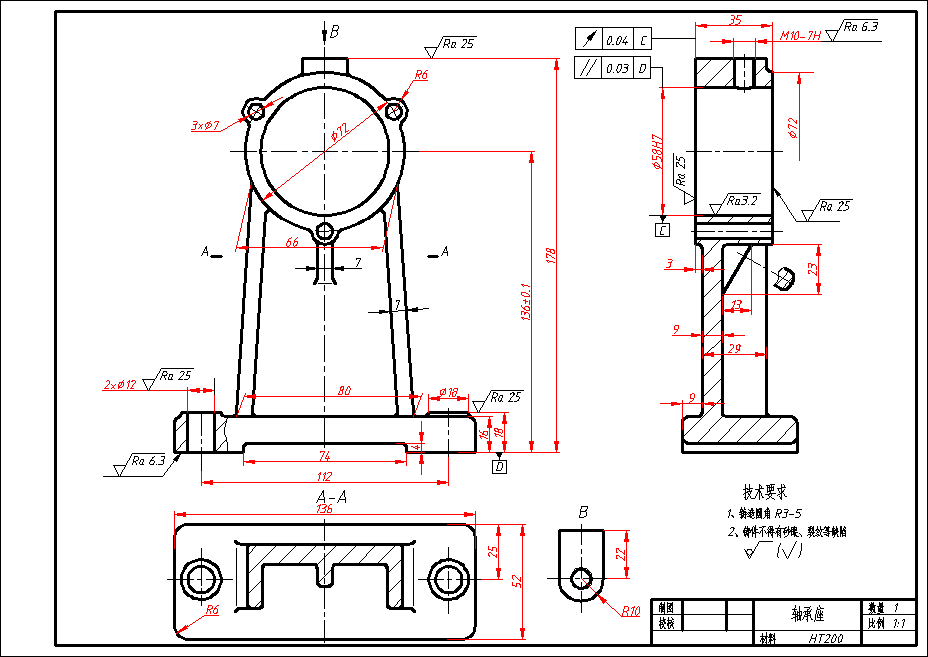 B
Ra 25
R6
3×Φ7
Φ72
A
66
A
7
7
178
136±0.1
2×Φ12
Ra 25
80
Φ18
Ra 25
4
16
18
74
D
Ra 6.3
112
A-A
136
25
52
R6
B
22
R10
35
0.04 C
0.03 D
M10-7H
Ra 6.3
Φ58H7
Φ72
Ra 25
Ra3.2
Ra 25
C
3
23
13
9
29
9
技术要求
1、铸造圆角 R3-5
2、铸件不得有砂眼、裂纹等缺陷
(√)
制图
校核
轴承座
数量 1
比例 1:1
材料 HT200